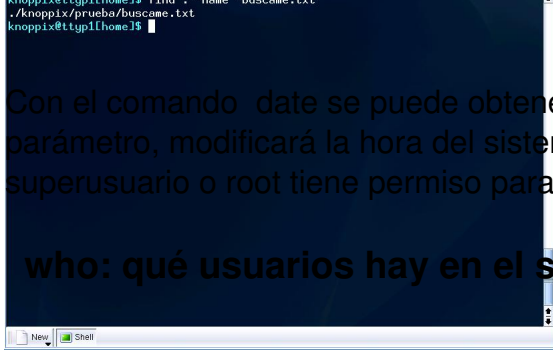 knoppix@ttyp1[home]$ find . -name buscame.txt
./knoppix/prueba/buscame.txt
knoppix@ttyp1[home]$
Con el comando date se puede
parámetro, modificará la hora del
superusuario o root tiene permiso para
who: qué usuarios hay en el
New
Shell